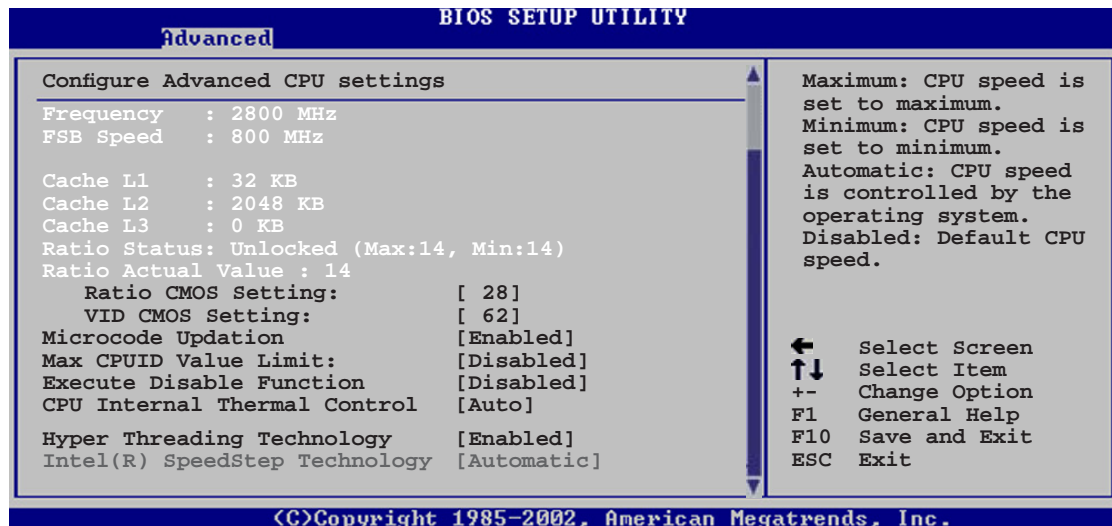 BIOS SETUP UTILITY
Advanced
Configure Advanced CPU settings
Frequency : 2800 MHz
FSB Speed : 800 MHz
Cache L1 : 32 KB
Cache L2 : 2048 KB
Cache L3 : 0 KB
Ratio Status: Unlocked (Max:14, Min:14)
Ratio Actual Value : 14
Ratio CMOS Setting: [ 28]
VID CMOS Setting: [ 62]
Microcode Updation [Enabled]
Max CPUID Value Limit: [Disabled]
Execute Disable Function [Disabled]
CPU Internal Thermal Control [Auto]
Hyper Threading Technology [Enabled]
Intel(R) SpeedStep Technology [Automatic]
Maximum: CPU speed is
set to maximum.
Minimum: CPU speed is
set to minimum.
Automatic: CPU speed
is controlled by the
operating system.
Disabled: Default CPU
speed.
← Select Screen
↑↓ Select Item
+- Change Option
F1 General Help
F10 Save and Exit
ESC Exit
(C)Copyright 1985-2002, American Megatrends, Inc.